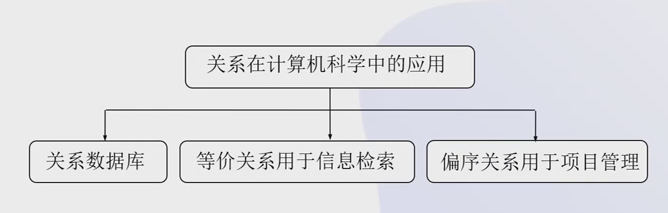 关系在计算机科学中的应用
关系数据库
等价关系用于信息检索
偏序关系用于项目管理